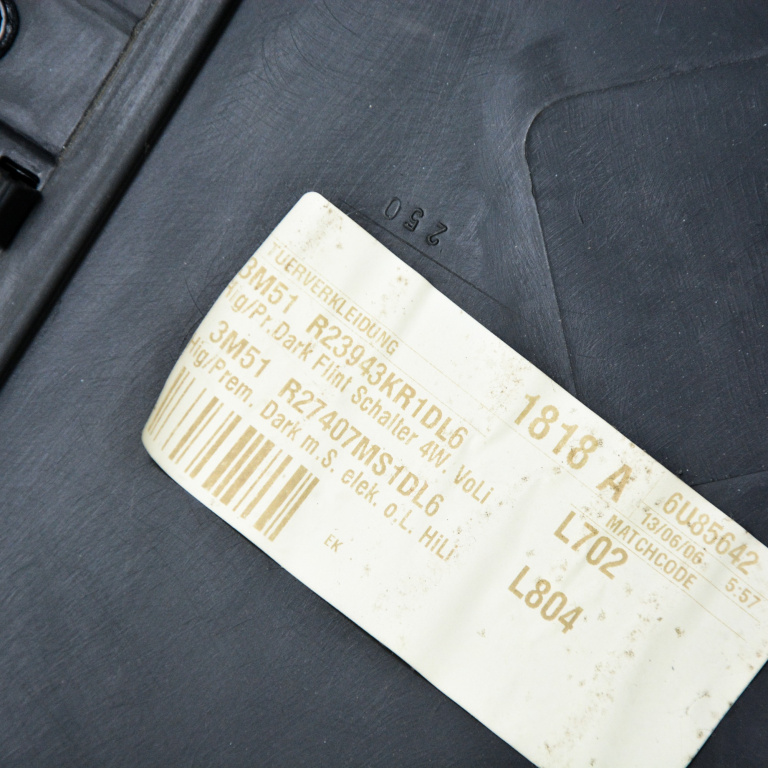 250
TUERVERKLEIDUNG
1818 A
6U85642
3M51 R23943KR1DL6
13/06/06 5:57
Hig/Pr. Dark Flint Schalter 4W. VoLi
L702
MATCHCODE
3M51 R27407MS1DL6
Hig/Prem. Dark m.S. elek. o.L. HiLi
L804
EK